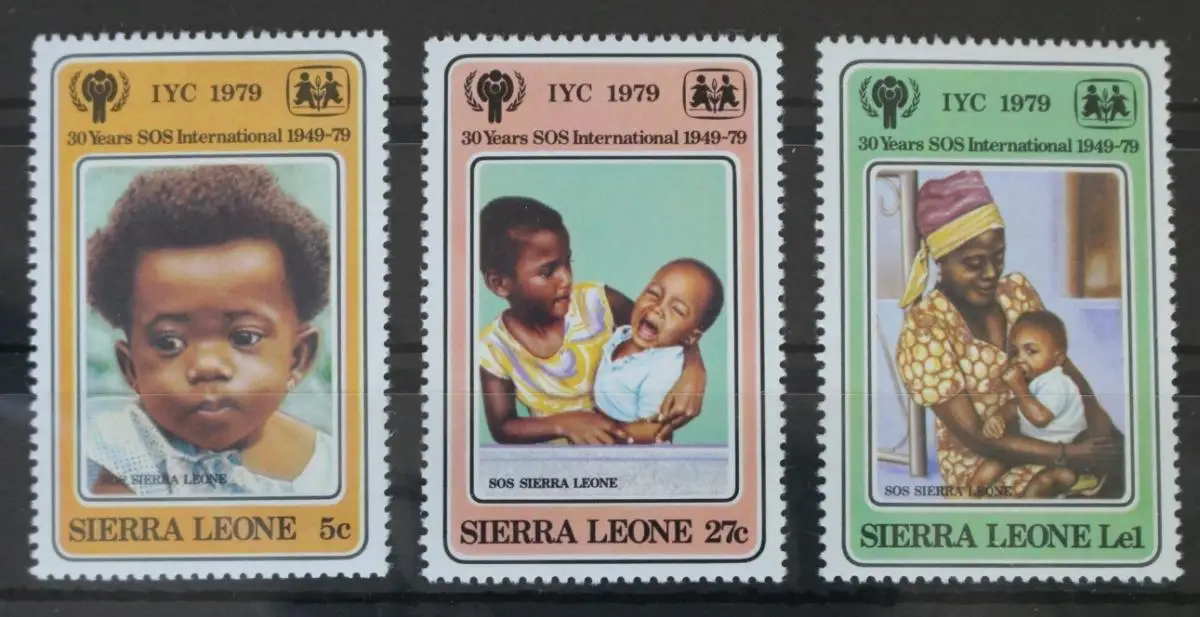 IYC 1979
30 Years SOS International 1949-79
SOS SIERRA LEONE
SIERRA LEONE 5c
IYC 1979
30 Years SOS International 1949-79
SOS SIERRA LEONE
SIERRA LEONE 27c
IYC 1979
30 Years SOS International 1949-79
SOS SIERRA LEONE
SIERRA LEONE Le1